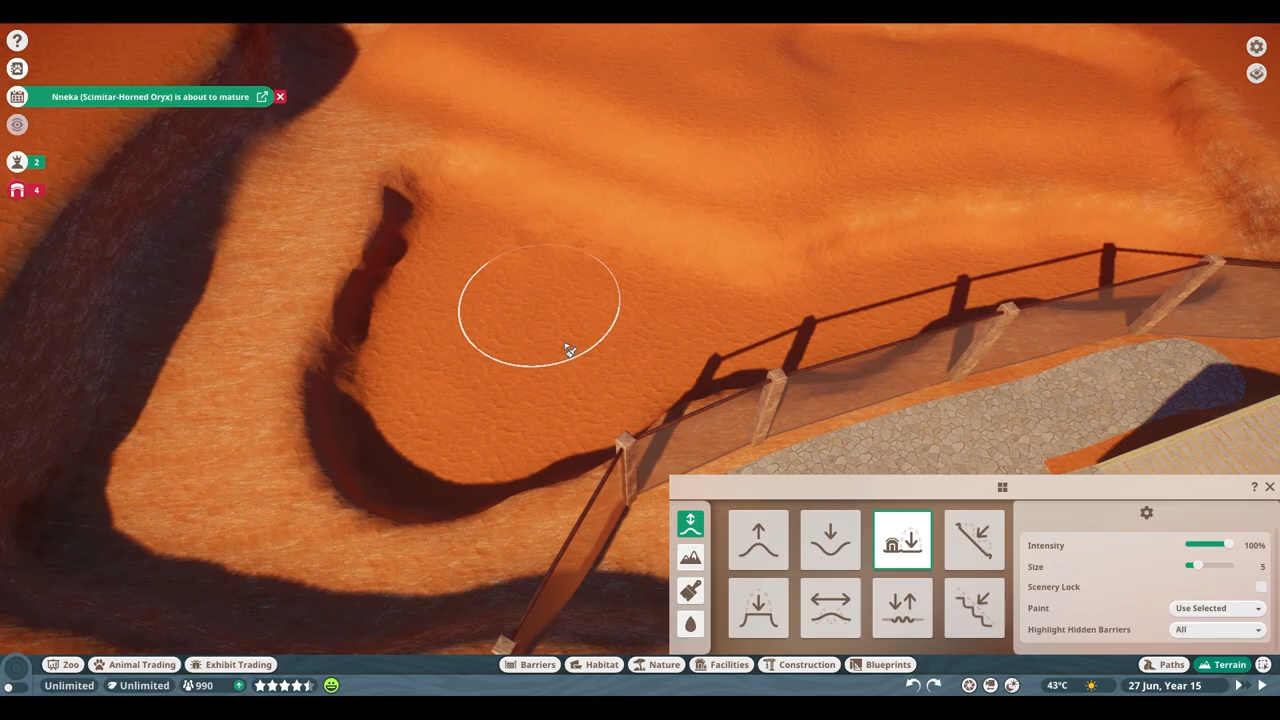 ?
Nneka (Scimitar-Horned Oryx) is about to mature
2
4
?
Intensity 100%
Size 5
Scenery Lock
Paint Use Selected
Highlight Hidden Barriers All
Zoo Animal Trading Exhibit Trading Barriers Habitat Nature Facilities Construction Blueprints Paths Terrain
Unlimited Unlimited 990 43°C 27 Jun, Year 15